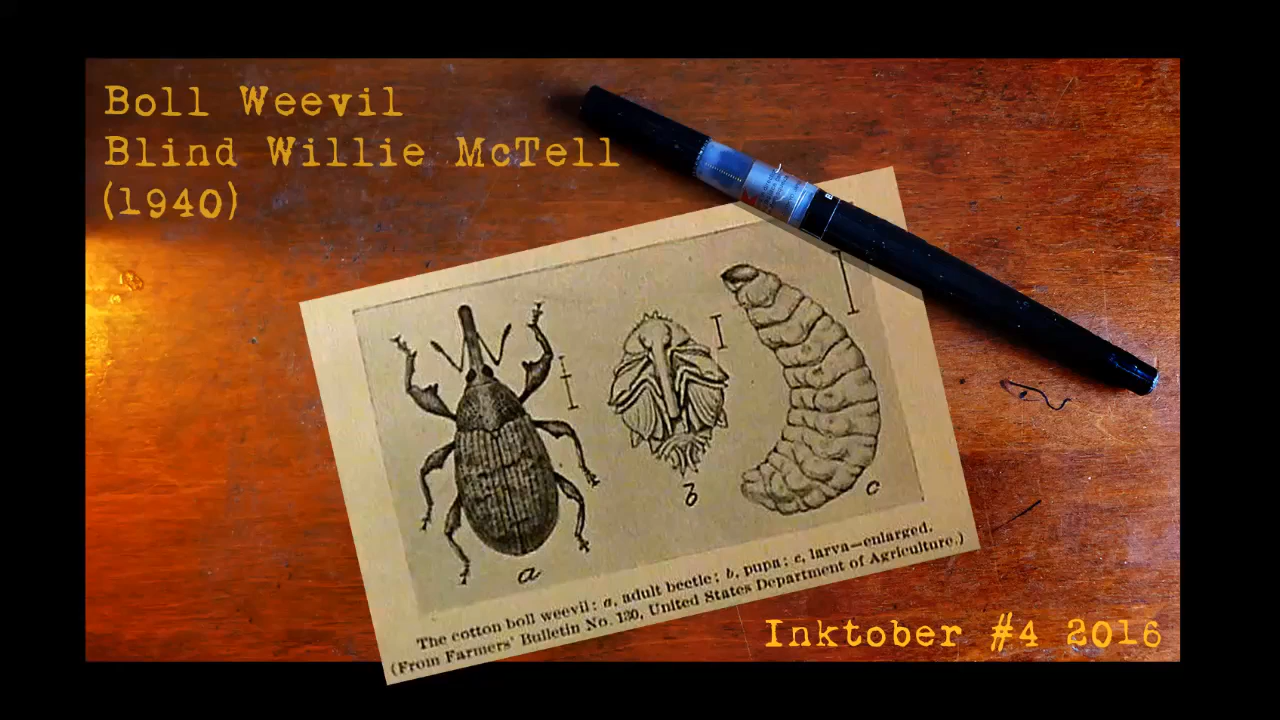 Boll Weevil
Blind Willie McTell
(1940)
a
b
c
The cotton boll weevil: a, adult beetle; b, pupa; c, larva—enlarged.
(From Farmers' Bulletin No. 130, United States Department of Agriculture.)
Inktober #4 2016